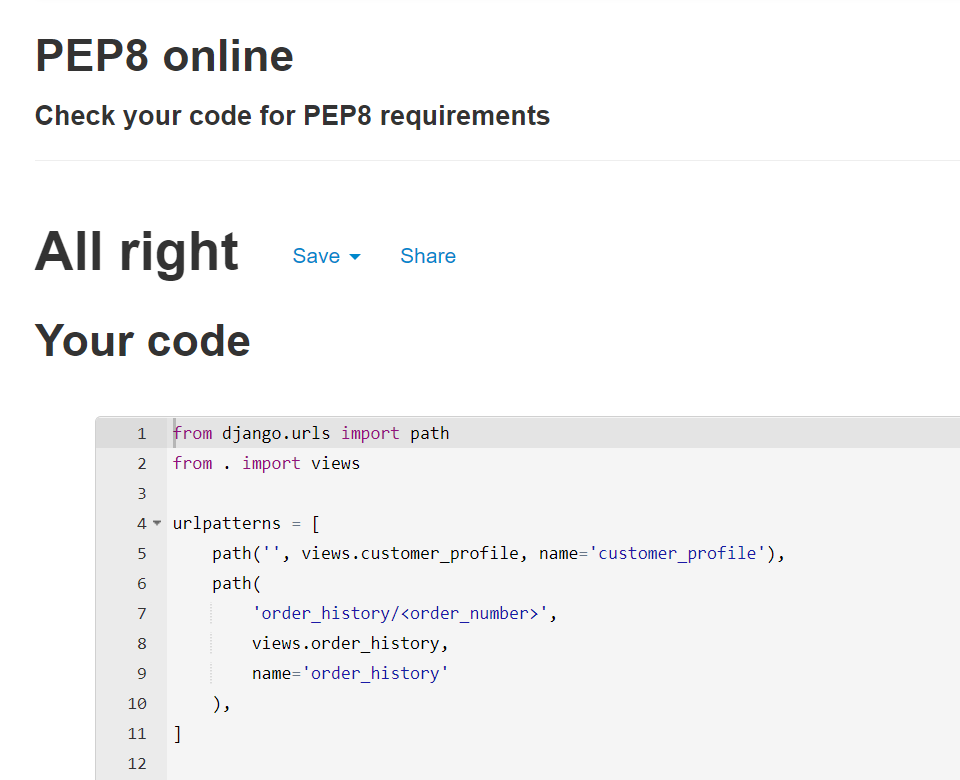 PEP8 online
Check your code for PEP8 requirements
All right Save Share
Your code
1 from django.urls import path
2 from . import views
3
4 urlpatterns = [
5     path('', views.customer_profile, name='customer_profile'),
6     path(
7         'order_history/<order_number>',
8         views.order_history,
9         name='order_history'
10     ),
11 ]
12